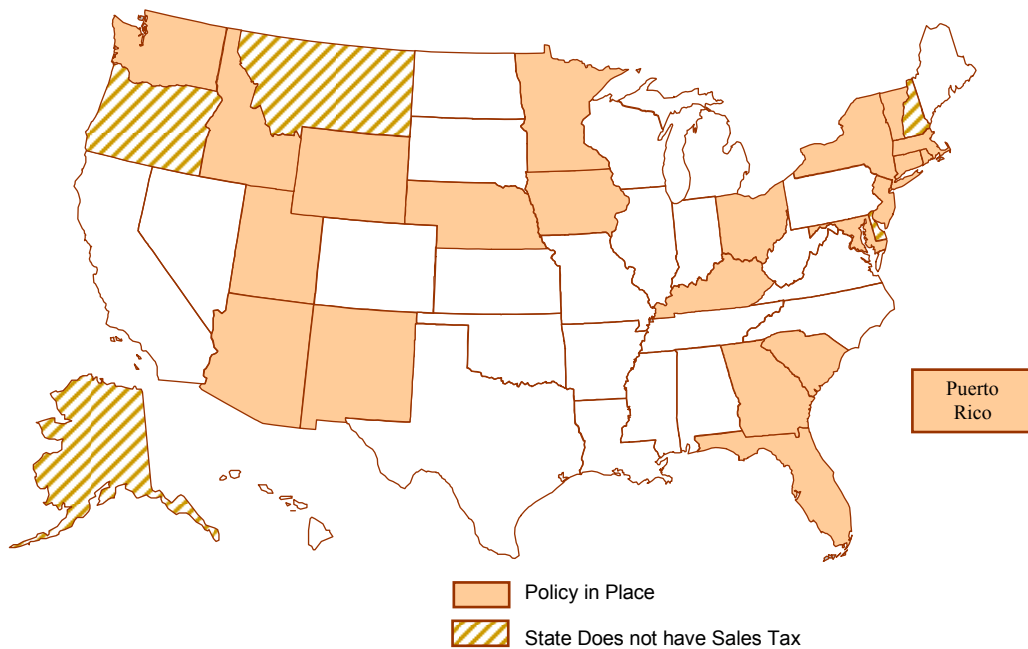 Puerto
Rico
Policy in Place
State Does not have Sales Tax